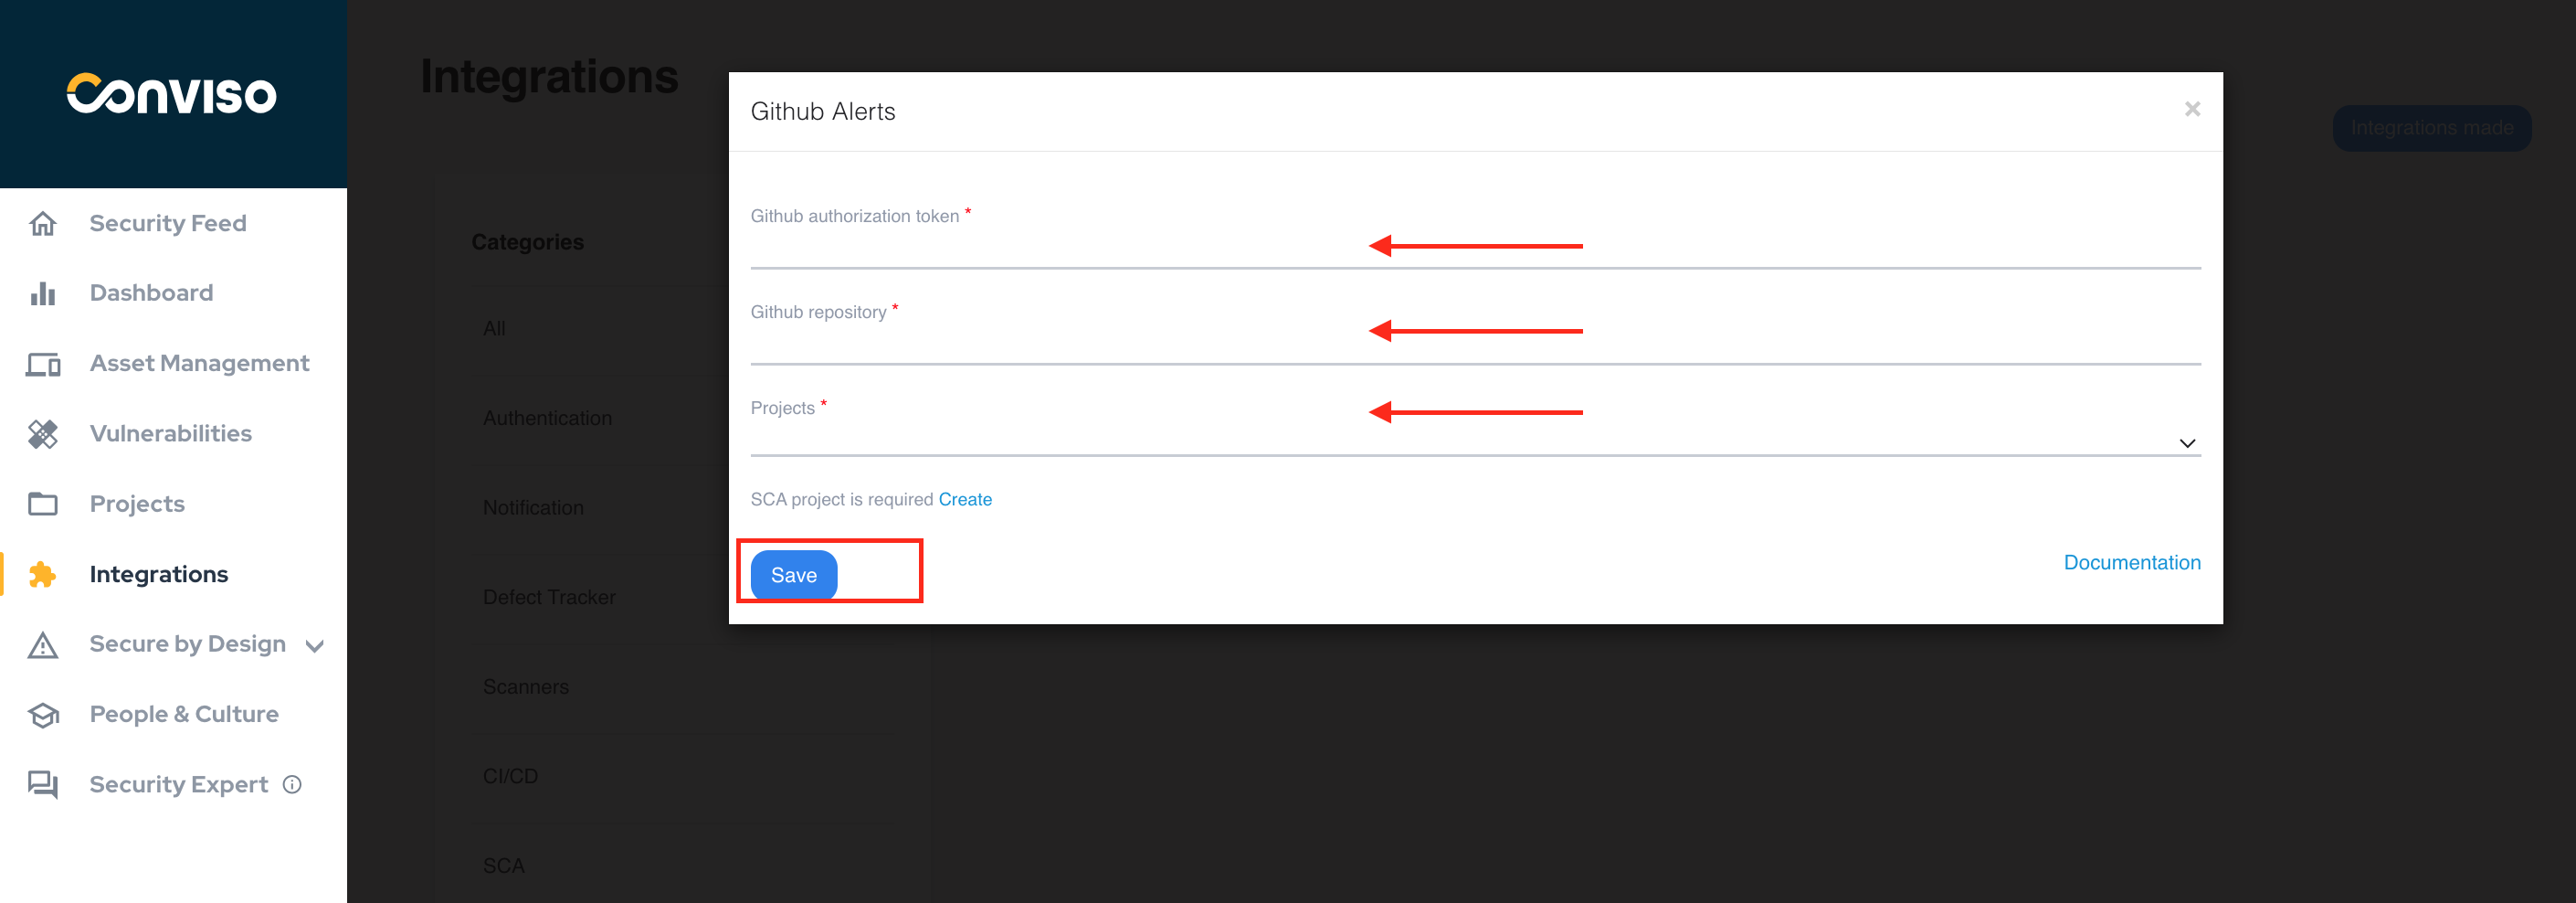 Conviso
Security Feed
Dashboard
Asset Management
Vulnerabilities
Projects
Integrations
Secure by Design
People & Culture
Security Expert
Integrations
Integrations made
Categories
All
Authentication
Notification
Defect Tracker
Scanners
CI/CD
SCA
Github Alerts
×
Github authorization token *
Github repository *
Projects *
SCA project is required Create
Save
Documentation